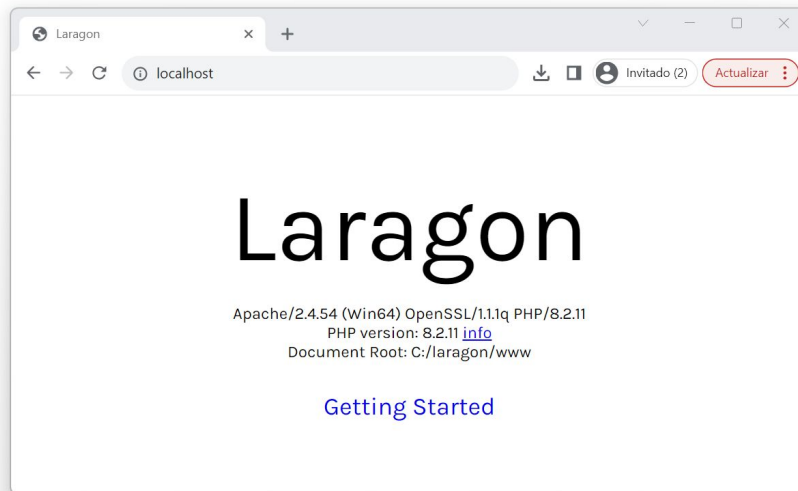 Laragon
localhost
Invitado (2)
Actualizar
Laragon
Apache/2.4.54 (Win64) OpenSSL/1.1.1q PHP/8.2.11
PHP version: 8.2.11 info
Document Root: C:/laragon/www
Getting Started